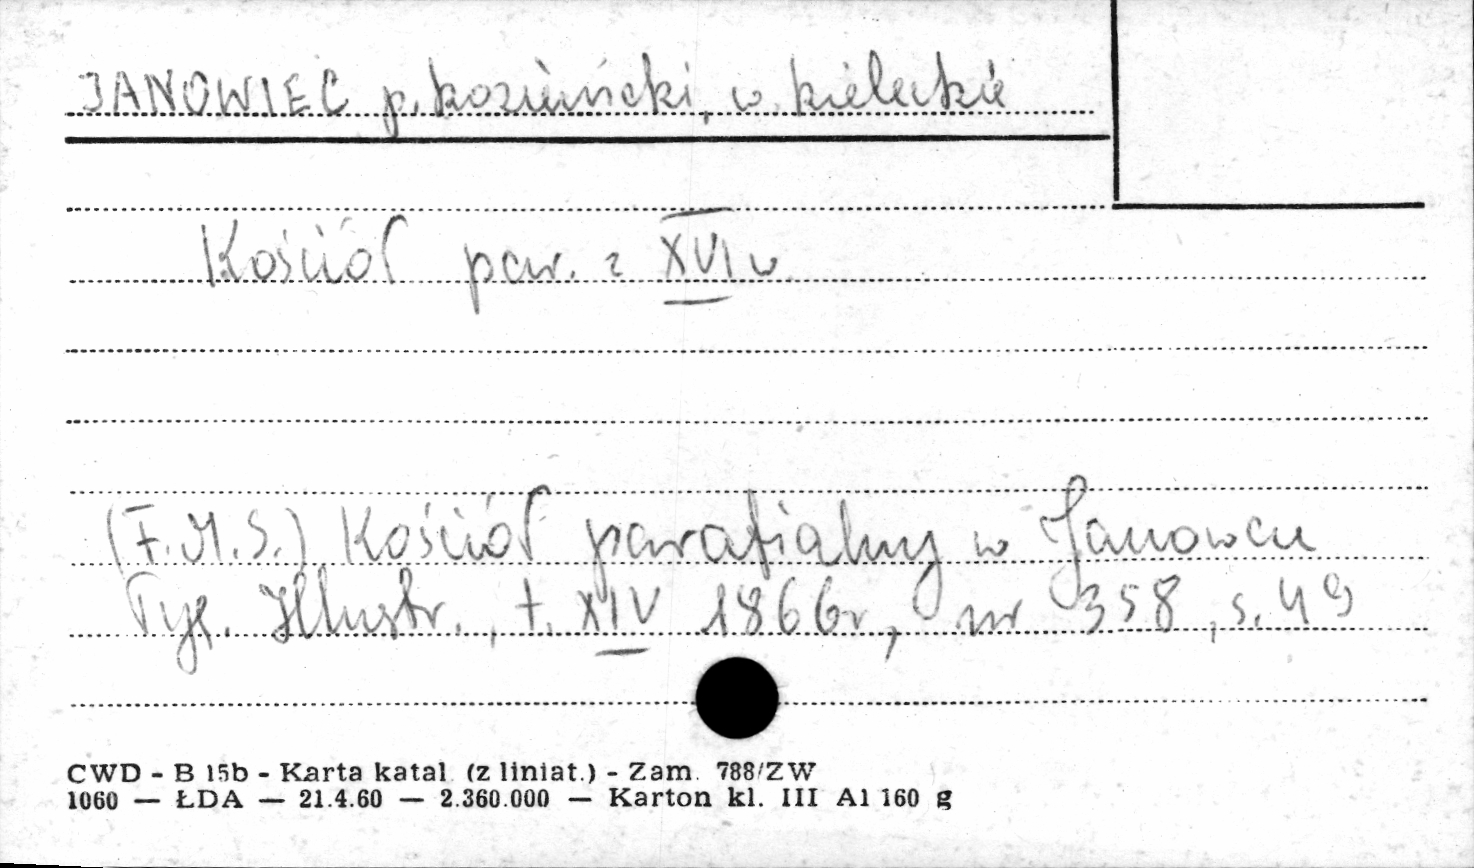 JANOWIEC p. kozienicki, w. kieleckie
Kościół par. z XVI w
(F.M.S.) Kościół parafialny w Janowcu
Tyg. Illustr., t. XIV 1866r, nr 358, s. 49
CWD - B 15b - Karta katal (z liniat.) - Zam. 788/ZW
1060 — ŁDA — 21.4.60 — 2.360.000 — Karton kl. III A1 160 g